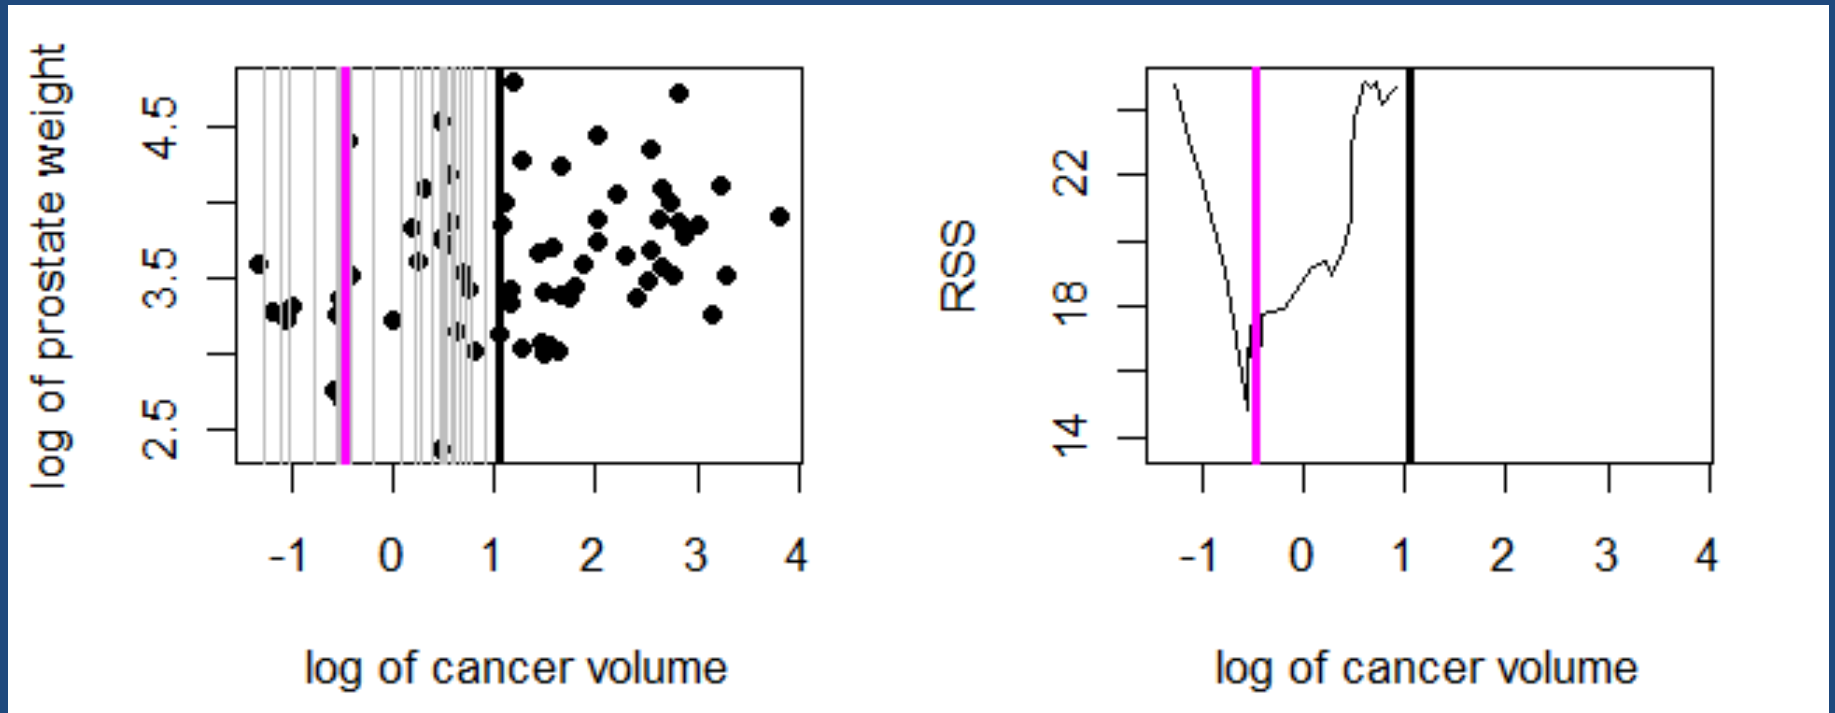 log of prostate weight
4.5
3.5
2.5
-1 0 1 2 3 4
log of cancer volume
RSS
22
18
14
-1 0 1 2 3 4
log of cancer volume